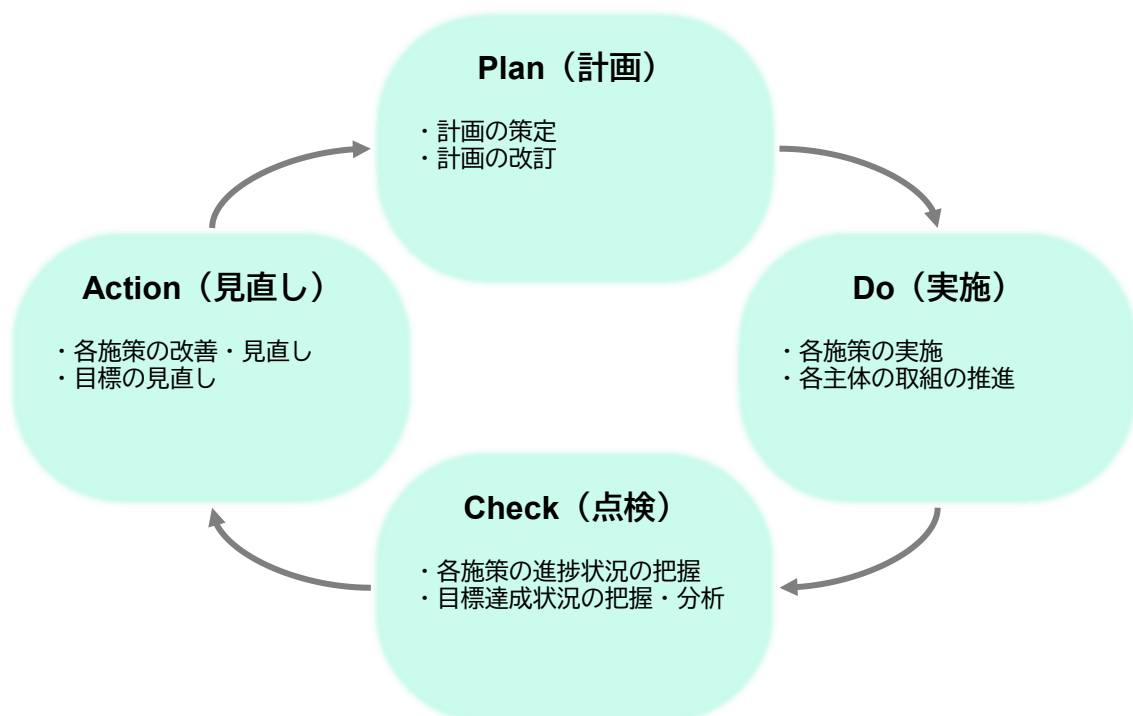 Plan（計画）
・計画の策定
・計画の改訂
Action（見直し）
・各施策の改善・見直し
・目標の見直し
Do（実施）
・各施策の実施
・各主体の取組の推進
Check（点検）
・各施策の進捗状況の把握
・目標達成状況の把握・分析